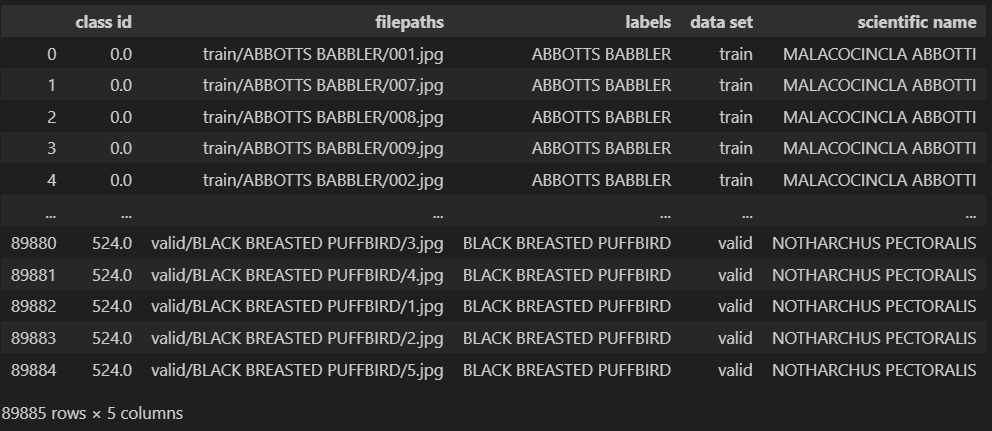 class id filepaths labels data set scientific name
0 0.0 train/ABBOTTS BABBLER/001.jpg ABBOTTS BABBLER train MALACOCINCLA ABBOTTI
1 0.0 train/ABBOTTS BABBLER/007.jpg ABBOTTS BABBLER train MALACOCINCLA ABBOTTI
2 0.0 train/ABBOTTS BABBLER/008.jpg ABBOTTS BABBLER train MALACOCINCLA ABBOTTI
3 0.0 train/ABBOTTS BABBLER/009.jpg ABBOTTS BABBLER train MALACOCINCLA ABBOTTI
4 0.0 train/ABBOTTS BABBLER/002.jpg ABBOTTS BABBLER train MALACOCINCLA ABBOTTI
... ... ... ... ... ...
89880 524.0 valid/BLACK BREASTED PUFFBIRD/3.jpg BLACK BREASTED PUFFBIRD valid NOTHARCHUS PECTORALIS
89881 524.0 valid/BLACK BREASTED PUFFBIRD/4.jpg BLACK BREASTED PUFFBIRD valid NOTHARCHUS PECTORALIS
89882 524.0 valid/BLACK BREASTED PUFFBIRD/1.jpg BLACK BREASTED PUFFBIRD valid NOTHARCHUS PECTORALIS
89883 524.0 valid/BLACK BREASTED PUFFBIRD/2.jpg BLACK BREASTED PUFFBIRD valid NOTHARCHUS PECTORALIS
89884 524.0 valid/BLACK BREASTED PUFFBIRD/5.jpg BLACK BREASTED PUFFBIRD valid NOTHARCHUS PECTORALIS
89885 rows × 5 columns